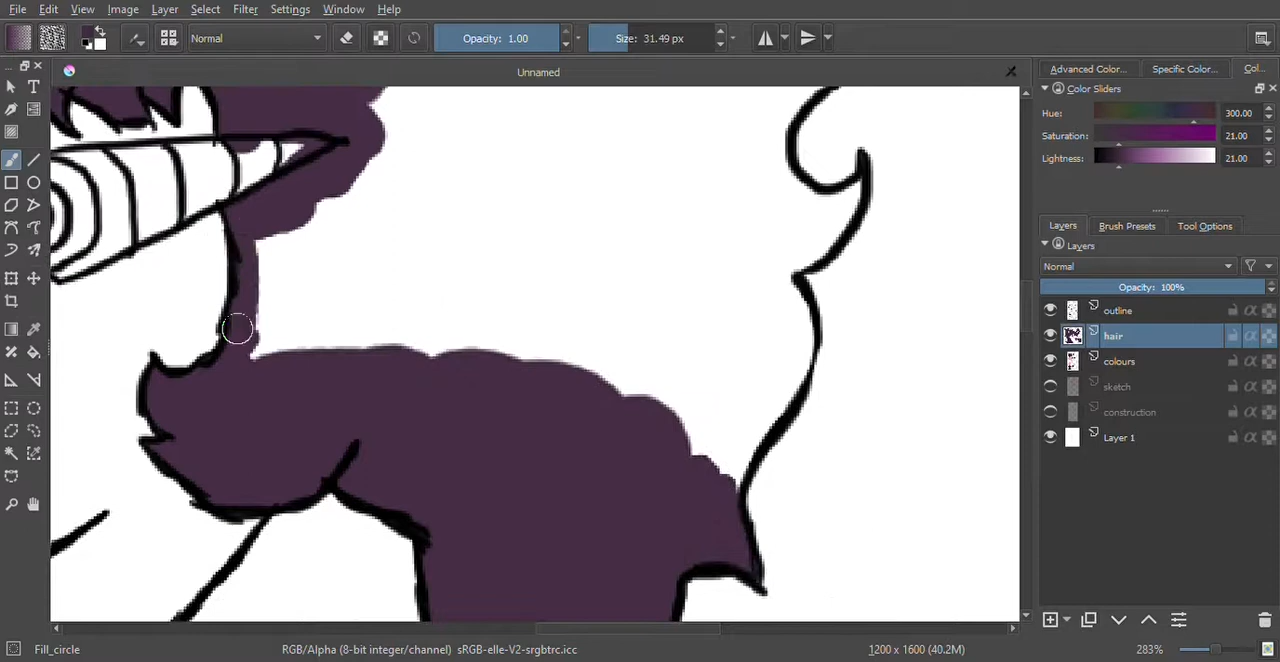 File Edit View Image Layer Select Filter Settings Window Help
Normal Opacity: 1.00 Size: 31.49 px
Unnamed
Advanced Color... Specific Color... Col...
Color Sliders
Hue: 300.00
Saturation: 21.00
Lightness: 21.00
Layers Brush Presets Tool Options
Layers
Normal
Opacity: 100%
outline
hair
colours
sketch
construction
Layer 1
Fill_circle RGB/Alpha (8-bit integer/channel) sRGB-elle-V2-srgbtrc.icc 1200 x 1600 (40.2M) 283%